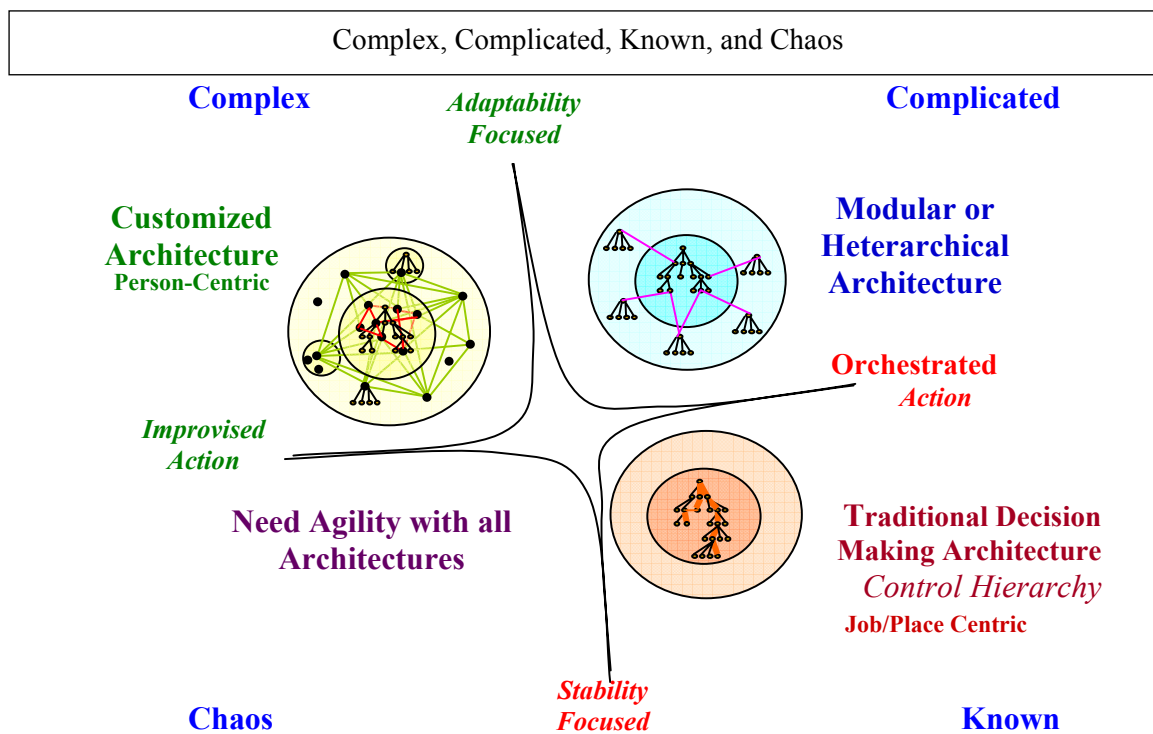 Complex, Complicated, Known, and Chaos
Complex
Adaptability
Focused
Complicated
Customized
Architecture
Person-Centric
Modular or
Heterarchical
Architecture
Orchestrated
Action
Improvised
Action
Need Agility with all
Architectures
Traditional Decision
Making Architecture
Control Hierarchy
Job/Place Centric
Stability
Focused
Chaos
Known